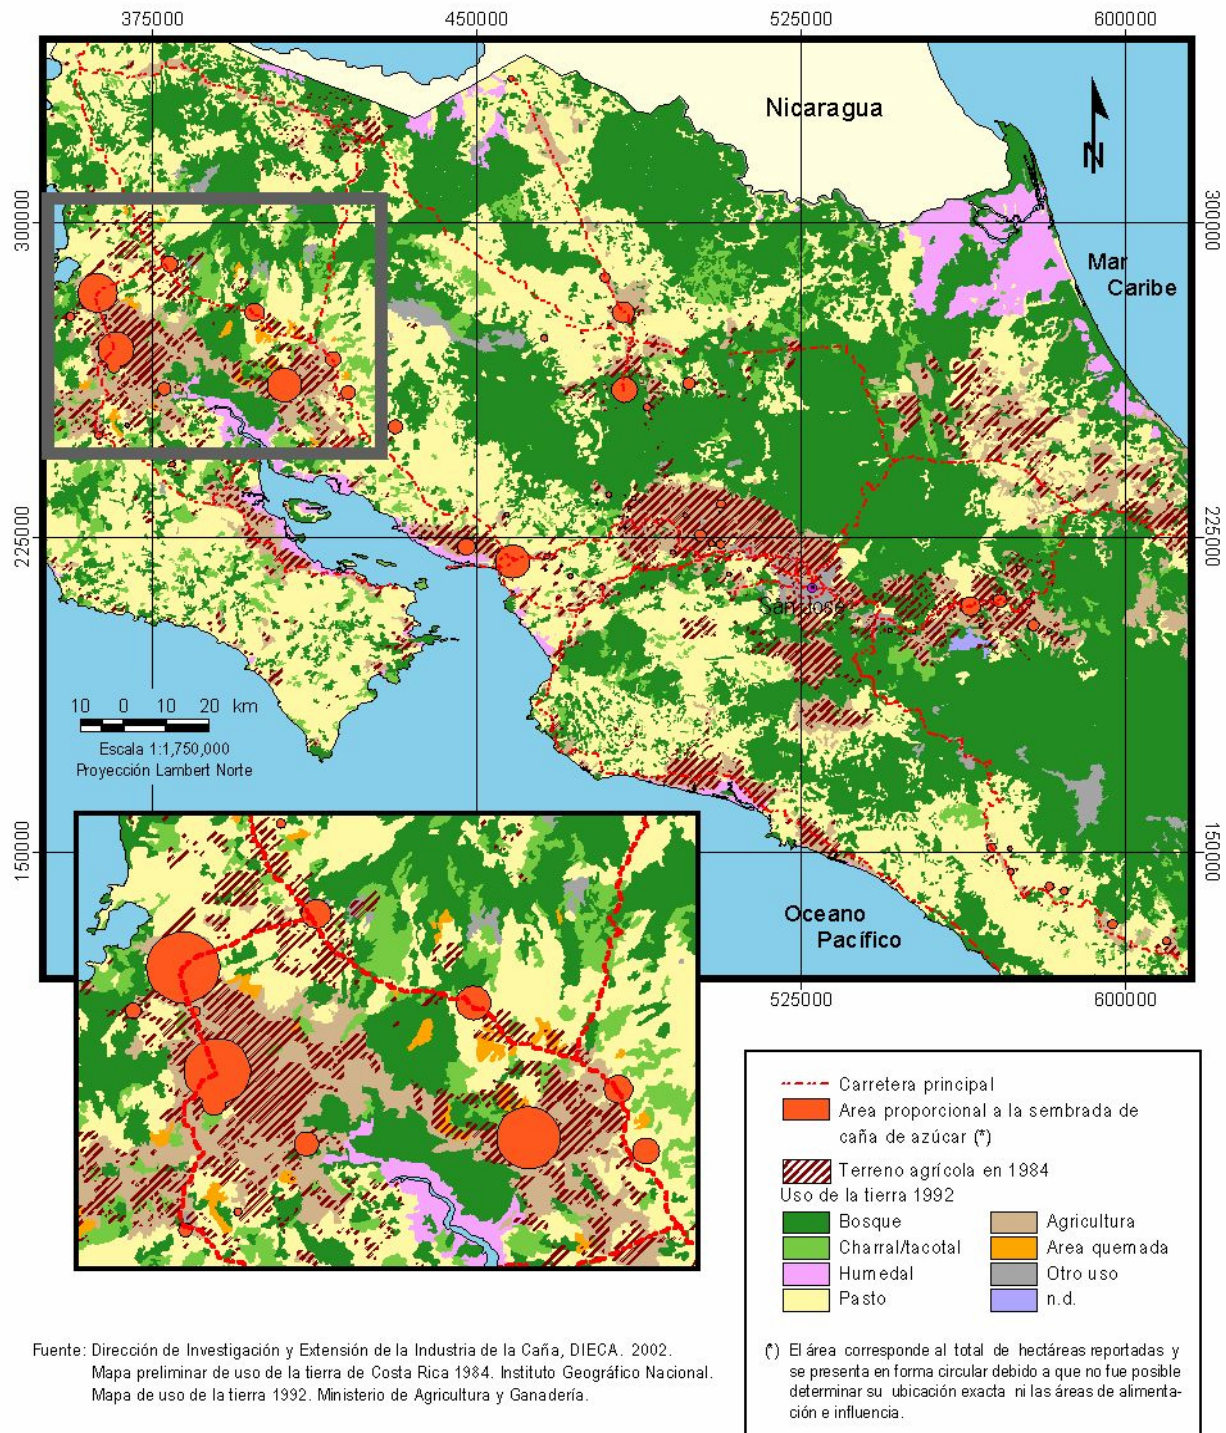 375000
450000
525000
600000
Nicaragua
N
300000
300000
Mar
Caribe
225000
225000
San José
10 0 10 20 km
Escala 1:1,750,000
Proyección Lambert Norte
150000
150000
Oceano
Pacífico
525000
600000
Carretera principal
Area proporcional a la sembrada de
caña de azúcar (*)
Terreno agrícola en 1984
Uso de la tierra 1992
Bosque
Agricultura
Charral/tacotal
Area quemada
Humedal
Otro uso
Pasto
n.d.
Fuente: Dirección de Investigación y Extensión de la Industria de la Caña, DIECA. 2002.
Mapa preliminar de uso de la tierra de Costa Rica 1984. Instituto Geográfico Nacional.
Mapa de uso de la tierra 1992. Ministerio de Agricultura y Ganadería.
(*) El área corresponde al total de hectáreas reportadas y
se presenta en forma circular debido a que no fue posible
determinar su ubicación exacta ni las áreas de alimenta-
ción e influencia.